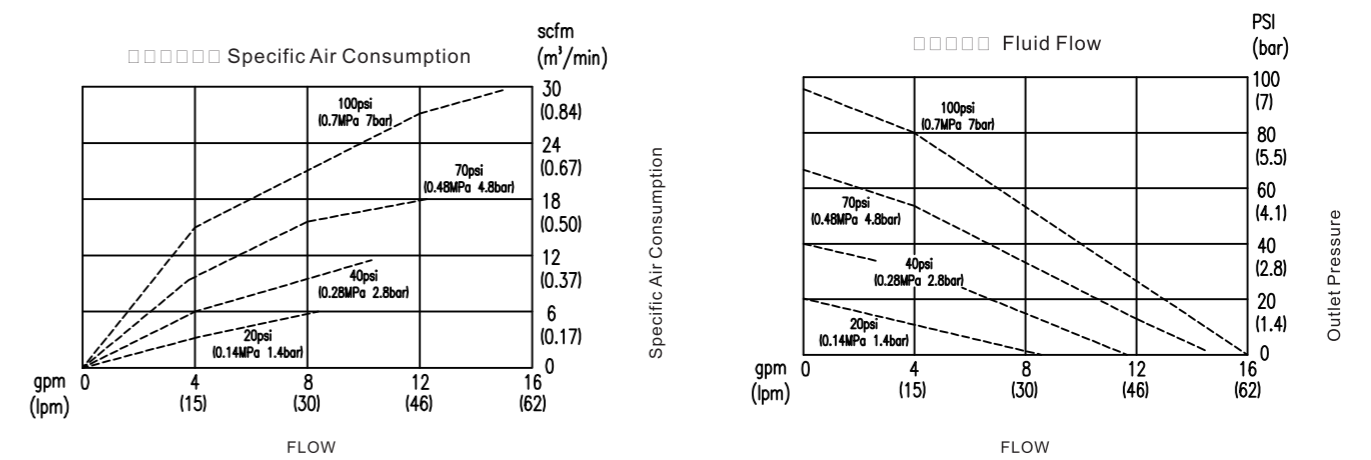 □□□□□□ Specific Air Consumption
scfm
(m³/min)
30
(0.84)
24
(0.67)
18
(0.50)
12
(0.37)
6
(0.17)
0
100psi
(0.7MPa 7bar)
70psi
(0.48MPa 4.8bar)
40psi
(0.28MPa 2.8bar)
20psi
(0.14MPa 1.4bar)
gpm 0 4 8 12 16
(lpm) (15) (30) (46) (62)
FLOW
Specific Air Consumption
□□□□□ Fluid Flow
PSI
(bar)
100
(7)
80
(5.5)
60
(4.1)
40
(2.8)
20
(1.4)
0
100psi
(0.7MPa 7bar)
70psi
(0.48MPa 4.8bar)
40psi
(0.28MPa 2.8bar)
20psi
(0.14MPa 1.4bar)
gpm 0 4 8 12 16
(lpm) (15) (30) (46) (62)
FLOW
Outlet Pressure